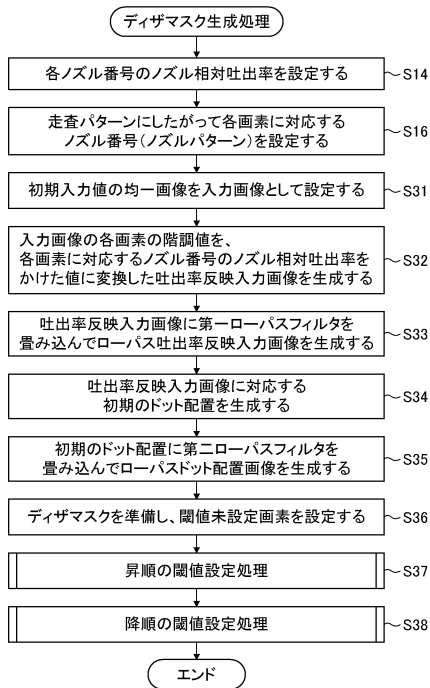 ディザマスク生成処理
各ノズル番号のノズル相対吐出率を設定する
S14
走査パターンにしたがって各画素に対応する
ノズル番号(ノズルパターン)を設定する
S16
初期入力値の均一画像を入力画像として設定する
S31
入力画像の各画素の階調値を、
各画素に対応するノズル番号のノズル相対吐出率を
かけた値に変換した吐出率反映入力画像を生成する
S32
吐出率反映入力画像に第一ローパスフィルタを
畳み込んでローパス吐出率反映入力画像を生成する
S33
吐出率反映入力画像に対応する
初期のドット配置を生成する
S34
初期のドット配置に第二ローパスフィルタを
畳み込んでローパスドット配置画像を生成する
S35
ディザマスクを準備し、閾値未設定画素を設定する
S36
昇順の閾値設定処理
S37
降順の閾値設定処理
S38
エンド